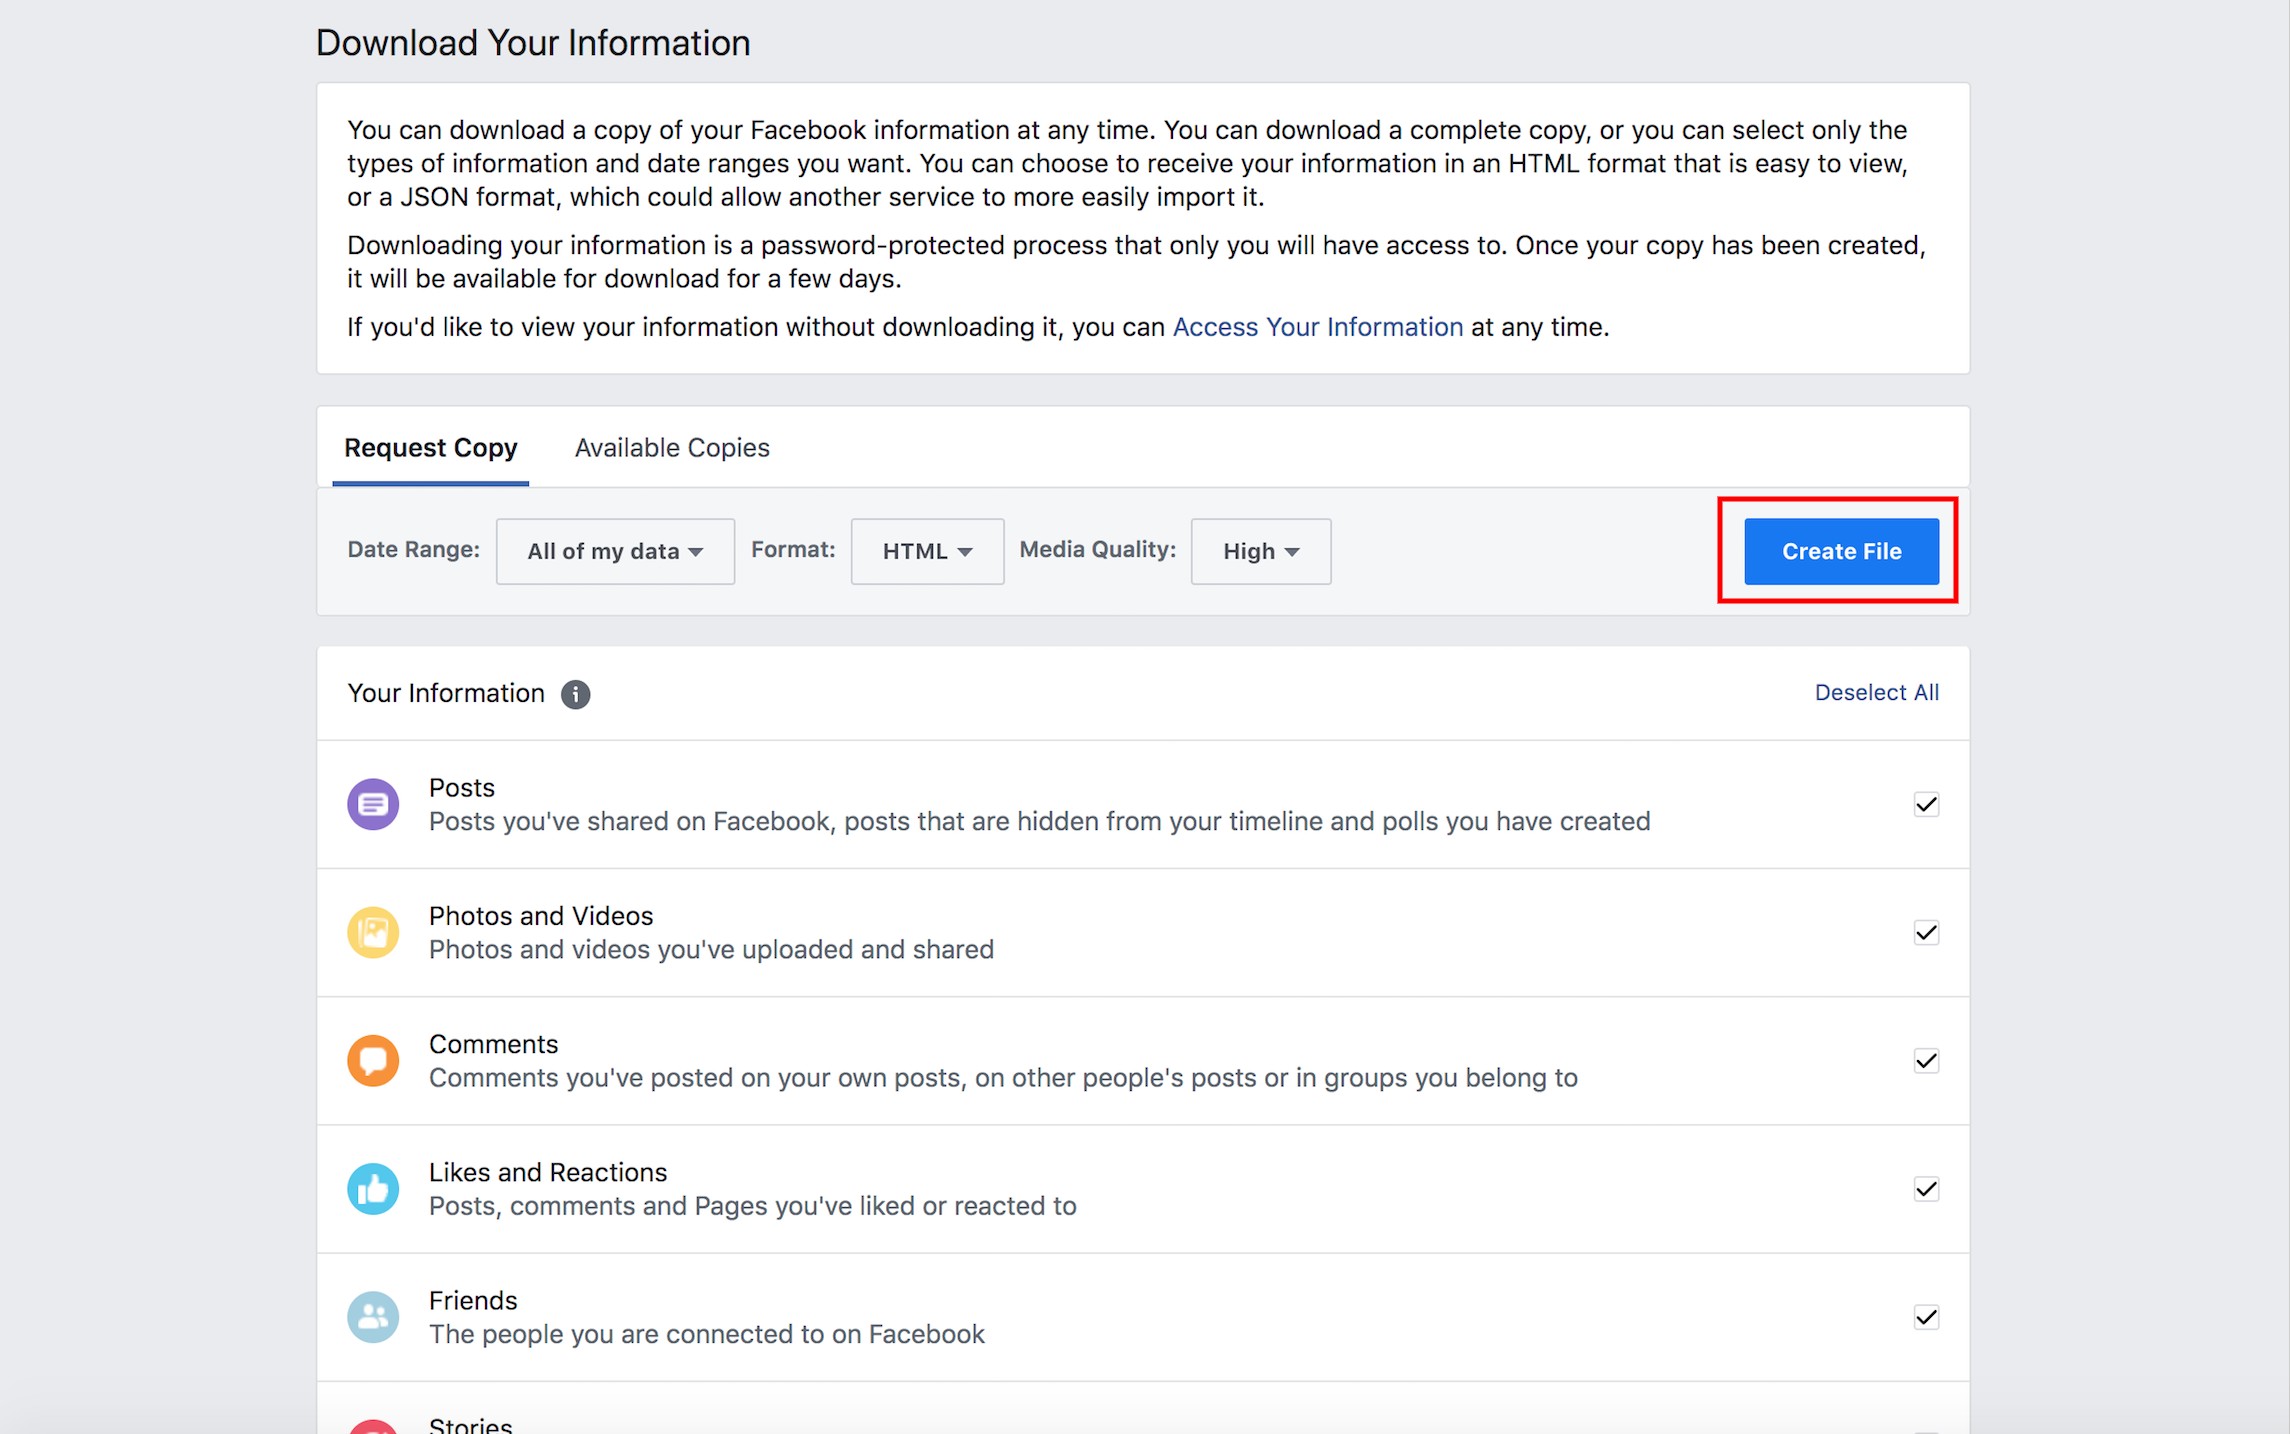 Download Your Information
You can download a copy of your Facebook information at any time. You can download a complete copy, or you can select only the
types of information and date ranges you want. You can choose to receive your information in an HTML format that is easy to view,
or a JSON format, which could allow another service to more easily import it.
Downloading your information is a password-protected process that only you will have access to. Once your copy has been created,
it will be available for download for a few days.
If you'd like to view your information without downloading it, you can Access Your Information at any time.
Request Copy Available Copies
Date Range: All of my data Format: HTML Media Quality: High Create File
Your Information Deselect All
Posts
Posts you've shared on Facebook, posts that are hidden from your timeline and polls you have created
Photos and Videos
Photos and videos you've uploaded and shared
Comments
Comments you've posted on your own posts, on other people's posts or in groups you belong to
Likes and Reactions
Posts, comments and Pages you've liked or reacted to
Friends
The people you are connected to on Facebook
Stories